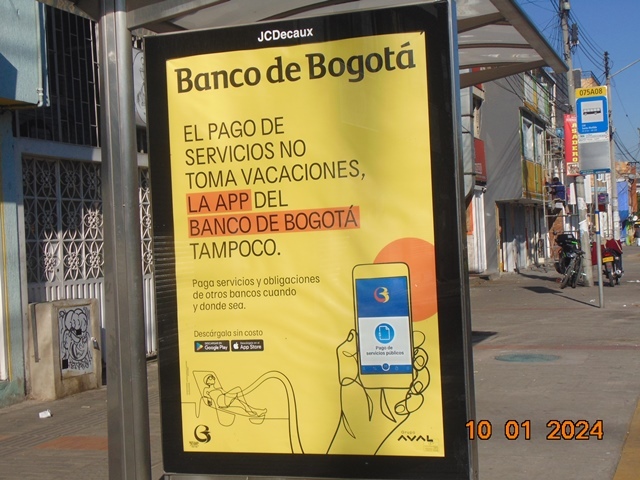 JCDecaux
Banco de Bogotá
EL PAGO DE
SERVICIOS NO
TOMA VACACIONES,
LA APP DEL
BANCO DE BOGOTÁ
TAMPOCO.
Paga servicios y obligaciones
de otros bancos cuando
y donde sea.
Descárgala sin costo
Google Play
App Store
Pago de
servicios públicos
Grupo
AVAL
075A08
ASADERO
10 01 2024